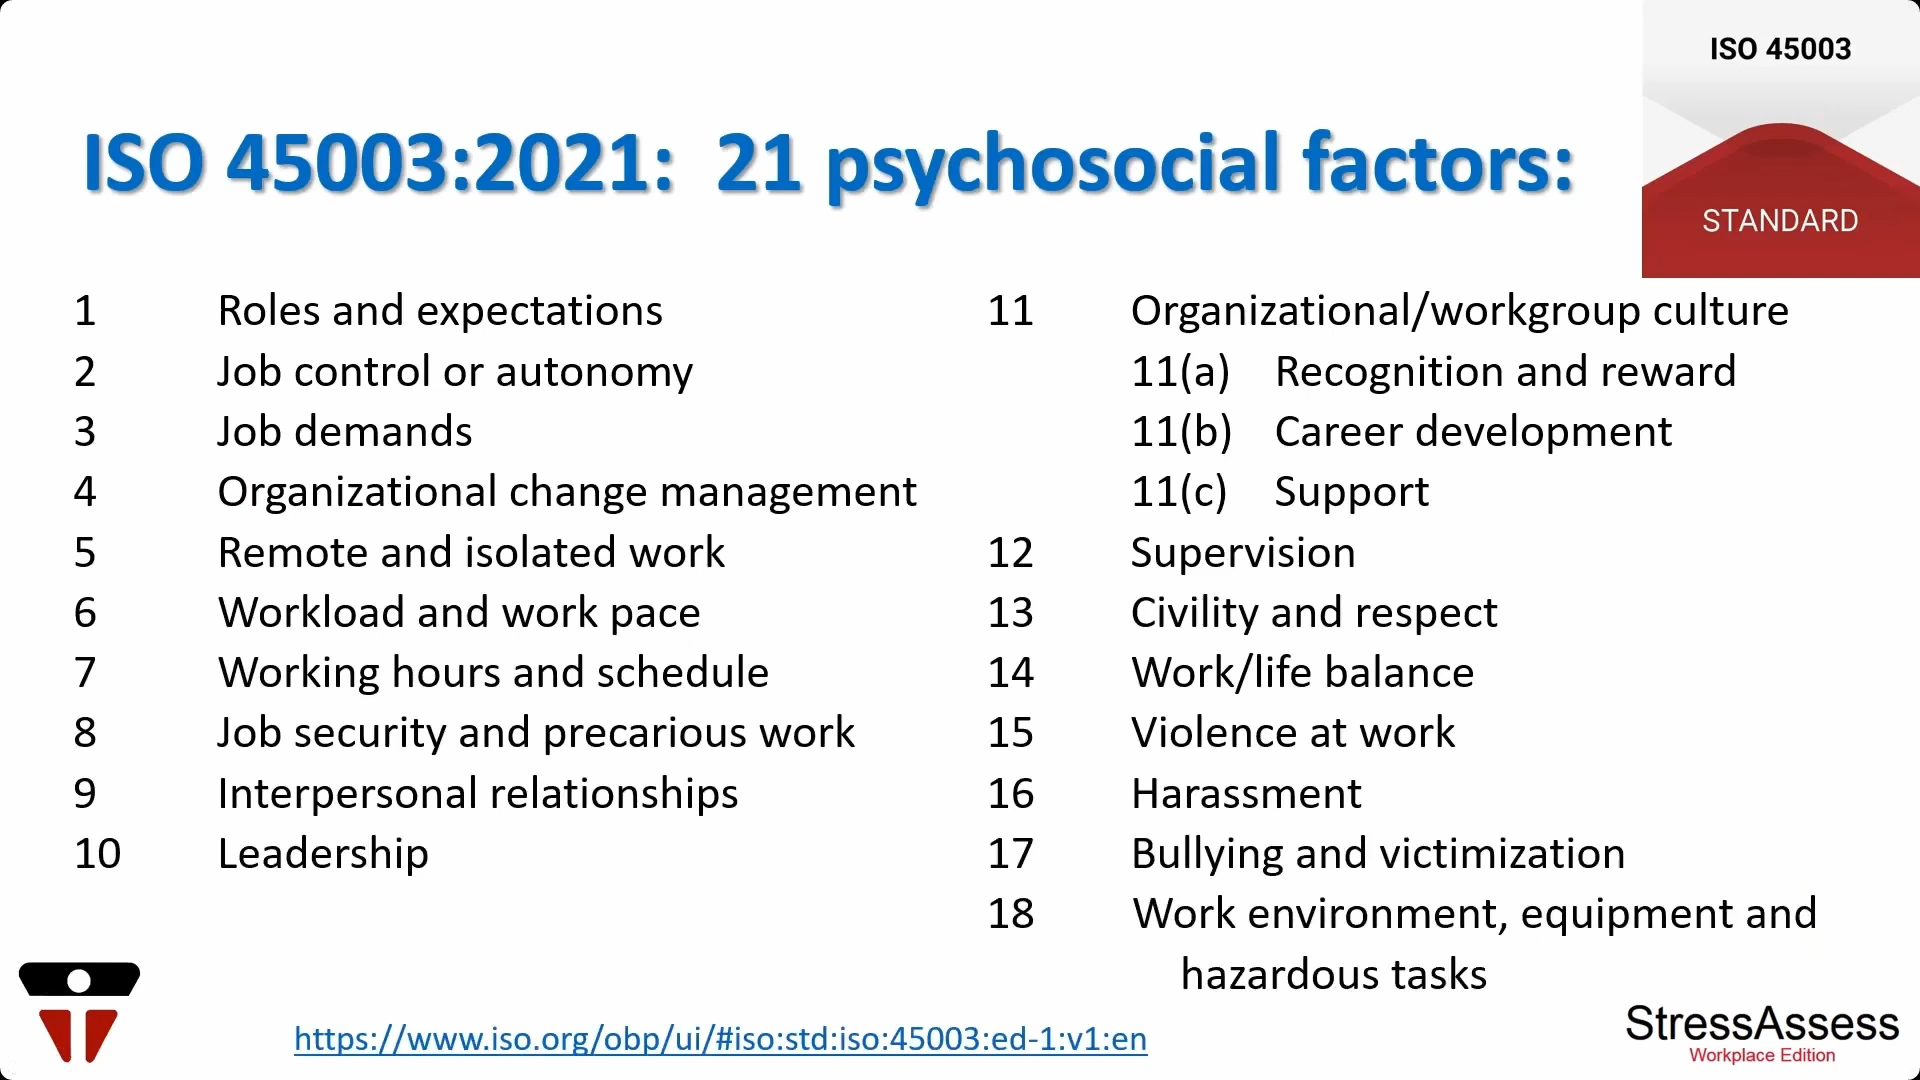 ISO 45003
STANDARD
ISO 45003:2021: 21 psychosocial factors:
1 Roles and expectations
2 Job control or autonomy
3 Job demands
4 Organizational change management
5 Remote and isolated work
6 Workload and work pace
7 Working hours and schedule
8 Job security and precarious work
9 Interpersonal relationships
10 Leadership
11 Organizational/workgroup culture
11(a) Recognition and reward
11(b) Career development
11(c) Support
12 Supervision
13 Civility and respect
14 Work/life balance
15 Violence at work
16 Harassment
17 Bullying and victimization
18 Work environment, equipment and
hazardous tasks
https://www.iso.org/obp/ui/#iso:std:iso:45003:ed-1:v1:en
StressAssess
Workplace Edition